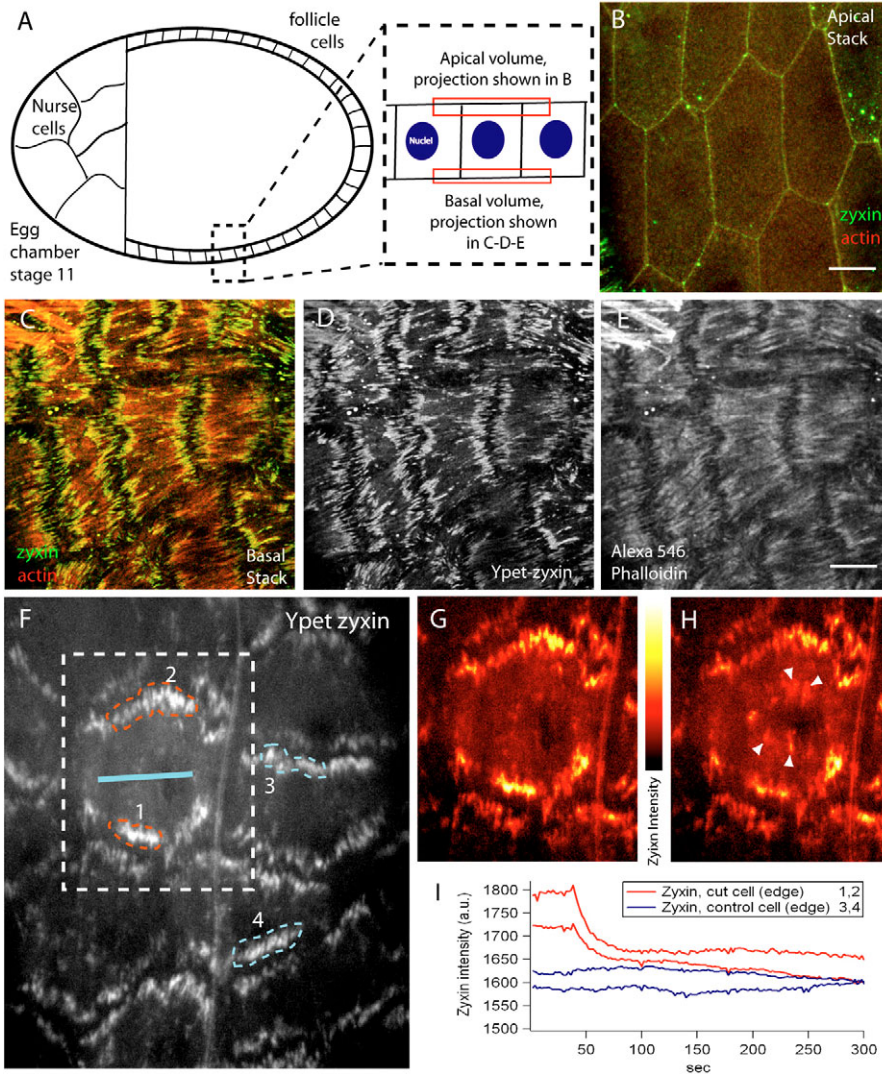 A
follicle
cells
Nurse
cells
Egg
chamber
stage 11
Apical volume,
projection shown in B
Nuclei
Basal volume,
projection shown
in C-D-E
B
Apical
Stack
zyxin
actin
C
zyxin
actin
Basal
Stack
D
Ypet-zyxin
E
Alexa 546
Phalloidin
F
Ypet zyxin
2
1
3
4
G
Zyixn Intensity
H
I
Zyxin intensity (a.u.)
1800
1750
1700
1650
1600
1550
1500
Zyxin, cut cell (edge) 1,2
Zyxin, control cell (edge) 3,4
50 100 150 200 250 300
sec